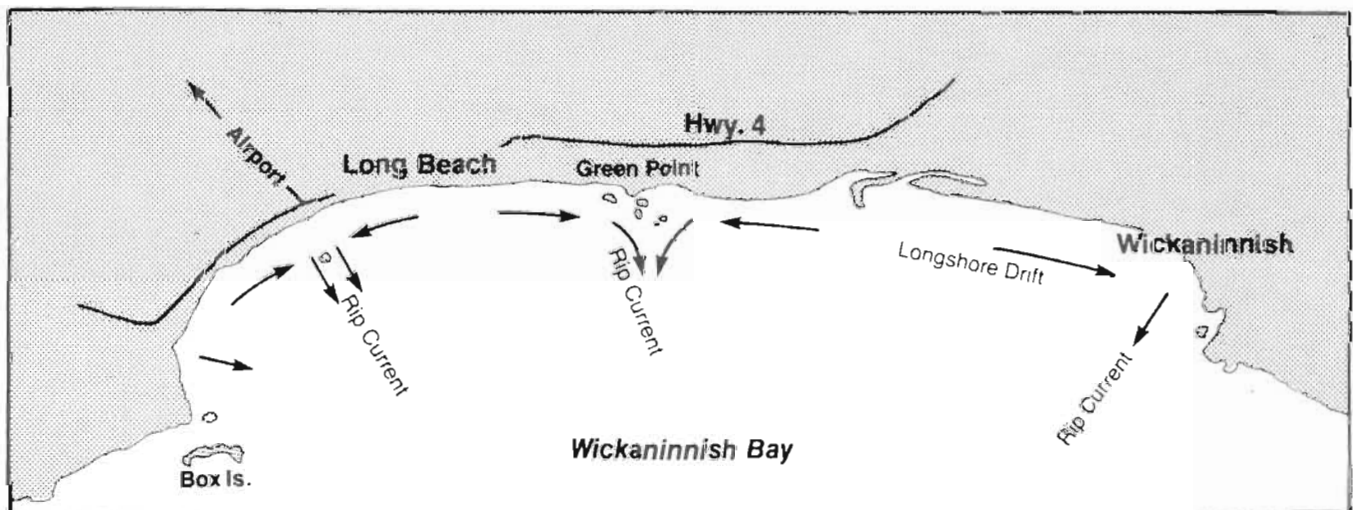 Hwy. 4
Airport
Long Beach
Green Point
Wickaninnish
Longshore Drift
Rip Current
Rip Current
Rip Current
Wickaninnish Bay
Box Is.